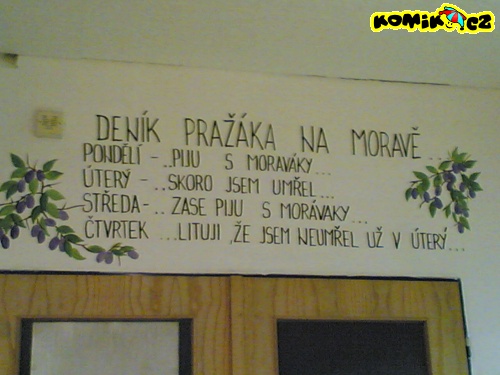 KOMIK.CZ
DENÍK PRAŽÁKA NA MORAVĚ...
PONDĚLÍ - ..PIJU S MORAVÁKY...
ÚTERÝ - ..SKORO JSEM UMŘEL...
STŘEDA- .. ZASE PIJU S MORÁVAKY...
ČTVRTEK ...LITUJI ,ŽE JSEM NEUMŘEL UŽ V ÚTERÝ...